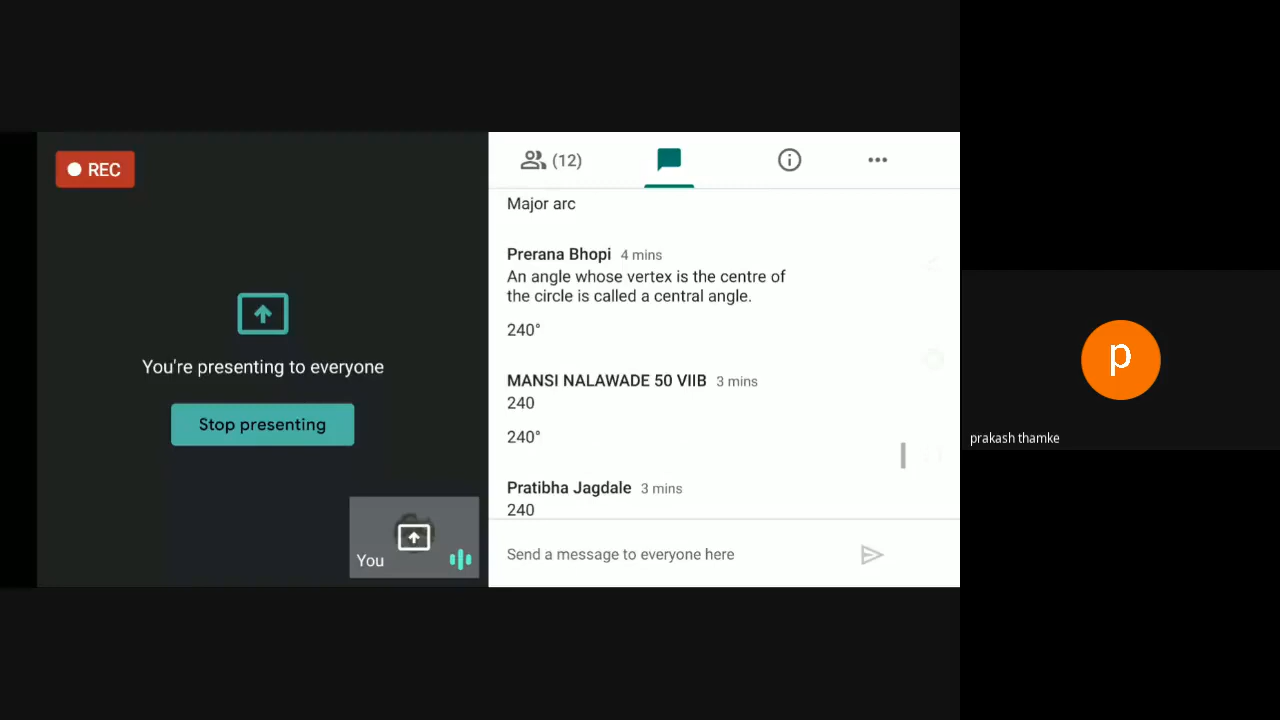 REC
You're presenting to everyone
Stop presenting
You
(12)
Major arc
Prerana Bhopi 4 mins
An angle whose vertex is the centre of
the circle is called a central angle.
240°
MANSI NALAWADE 50 VIIB 3 mins
240
240°
Pratibha Jagdale 3 mins
240
Send a message to everyone here
p
prakash thamke